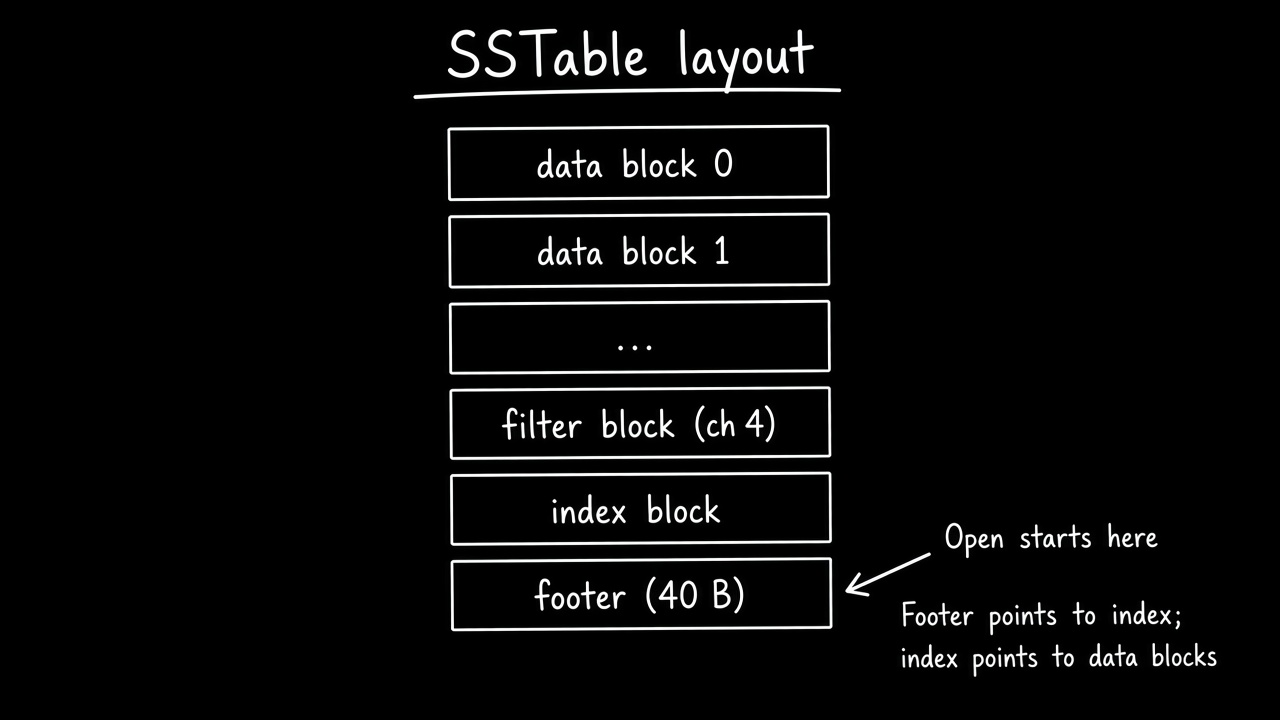 SSTable layout
data block 0
data block 1
...
filter block (ch 4)
index block
footer (40 B)
Open starts here
Footer points to index;
index points to data blocks